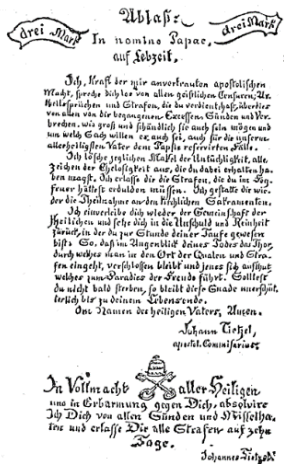 Ablaß:
drei Mark
drei Mark
In nomine Papae,
auf Lebzeit.
Ich, Kraft der mir anvertrauten apostolischen
Macht, spreche dich los von allen geistlichen Censuren, Ur-
theilssprüchen und Strafen, die du verdient hast; überdies
von allen von dir begangenen Excessen, Sünden und Ver-
brechen, wie groß und schändlich sie auch sein mögen und
um welch Sach willen es auch sei, auch für die unserm
allerheiligsten Vater dem Papste reservirten Fälle.
Ich lösche jeglichen Makel der Untüchtigkeit, alle
Zeichen der Ehrlosigkeit aus, die du dabei erhalten ha-
ben magst. Ich erlasse dir die Strafen, die du im Feg-
feuer hättest erdulden müssen. Ich gestatte dir wie-
der die Theilnahme an den kirchlichen Sakramenten.
Ich einverleibe dich wieder der Gemeinschaft der
Heiligen und setze dich in die Unschuld und Reinheit
zurück, in der du zur Stunde deiner Taufe gewesen
bist. So, daß im Augenblick deines Todes das Thor,
durch welches man in den Ort der Qualen und Stra-
fen eingeht, verschlossen bleibt und jenes sich aufthut,
welches zum Paradies der Freude führt. Solltest
du nicht bald sterben, so bleibt diese Gnade unerschüt-
terlich bis zu deinem Lebensende.
Im Namen des heiligen Vaters, Amen.
Johann Tetzel,
apostol. Commisarius
In Vollmacht aller Heiligen
und in Erbarmung gegen Dich, absolvire
Ich Dich von allen Sünden und Missetha-
ten und erlasse Dir alle Strafen auf zehn
Tage.
Johannes Tetzel